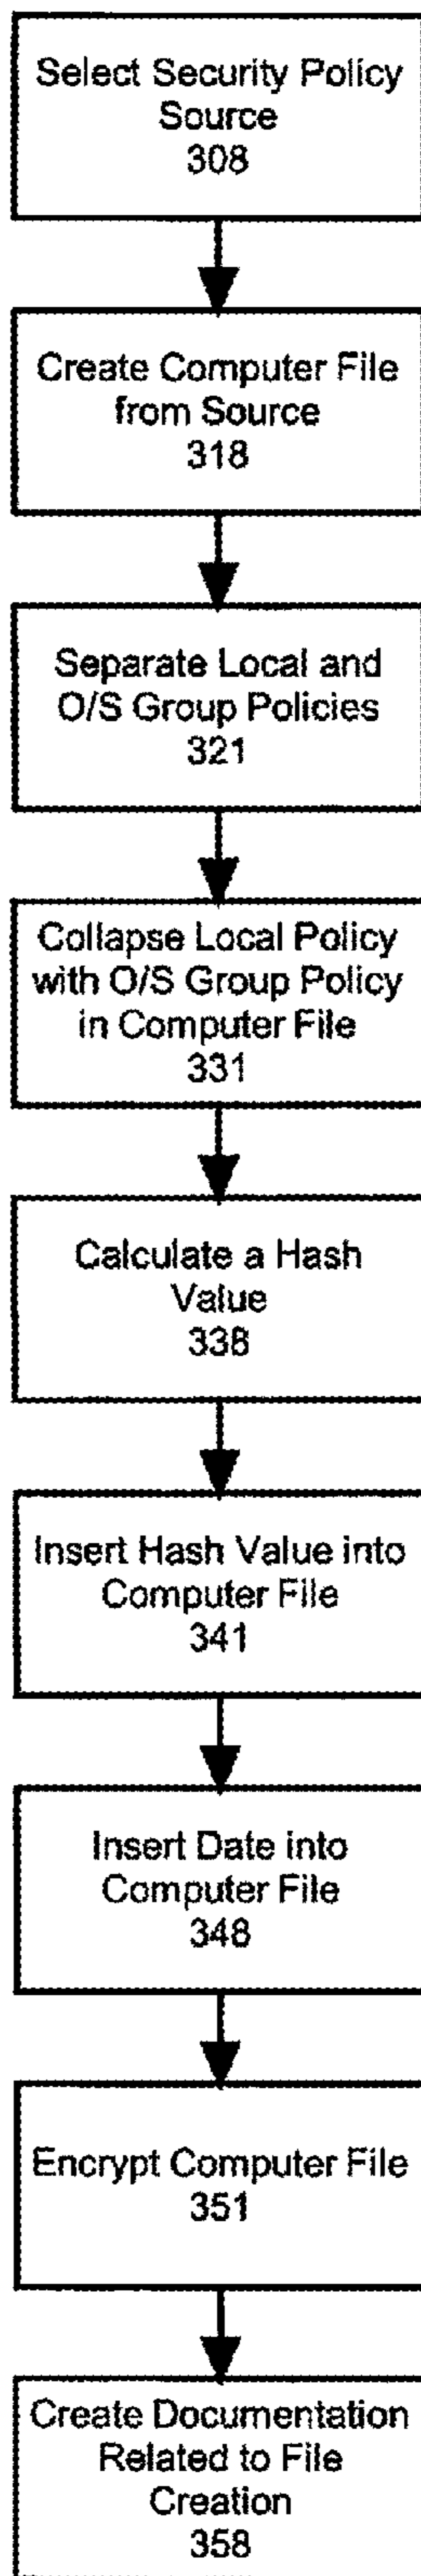 Select Security Policy
Source
308
Create Computer File
from Source
318
Separate Local and
O/S Group Policies
321
Collapse Local Policy
with O/S Group Policy
in Computer File
331
Calculate a Hash
Value
338
Insert Hash Value into
Computer File
341
Insert Date into
Computer File
348
Encrypt Computer File
351
Create Documentation
Related to File
Creation
358